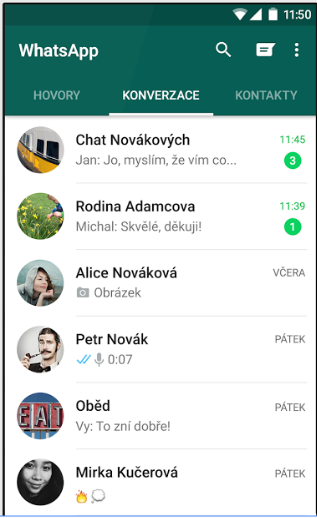 11:50
WhatsApp
HOVORY KONVERZACE KONTAKTY
Chat Novákových 11:45
Jan: Jo, myslím, že vím co... 3
Rodina Adamcova 11:39
Michal: Skvělé, děkuji! 1
Alice Nováková VČERA
Obrázek
Petr Novák PÁTEK
0:07
Oběd PÁTEK
EAT
Vy: To zní dobře!
Mirka Kučerová PÁTEK
🔥💭